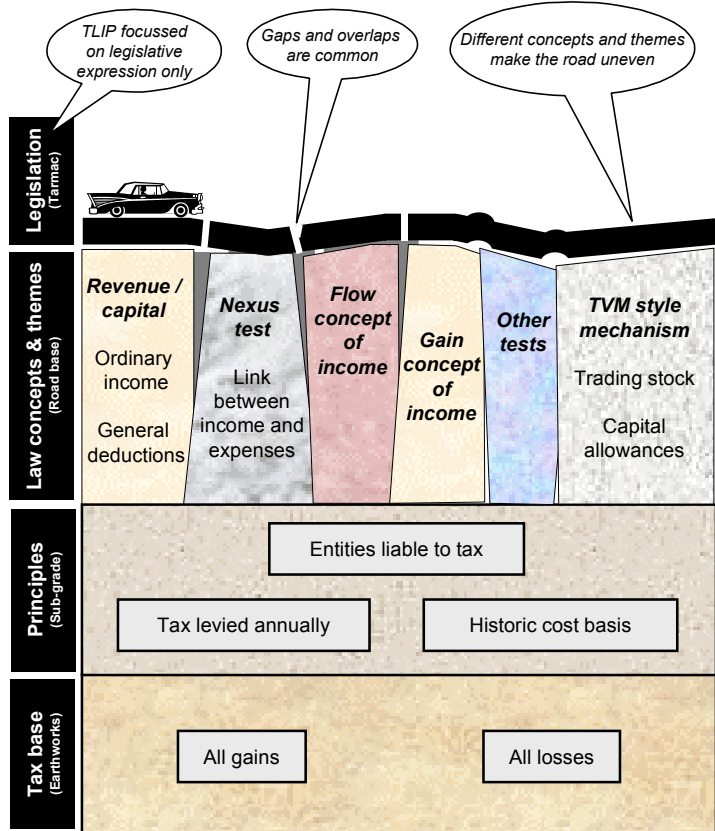 TLIP focussed
on legislative
expression only
Gaps and overlaps
are common
Different concepts and themes
make the road uneven
Legislation
(Tarmac)
Law concepts & themes
(Road base)
Revenue /
capital
Ordinary
income
General
deductions
Nexus
test
Link
between
income and
expenses
Flow
concept
of
income
Gain
concept
of
income
Other
tests
TVM style
mechanism
Trading stock
Capital
allowances
Principles
(Sub-grade)
Entities liable to tax
Tax levied annually
Historic cost basis
Tax base
(Earthworks)
All gains
All losses